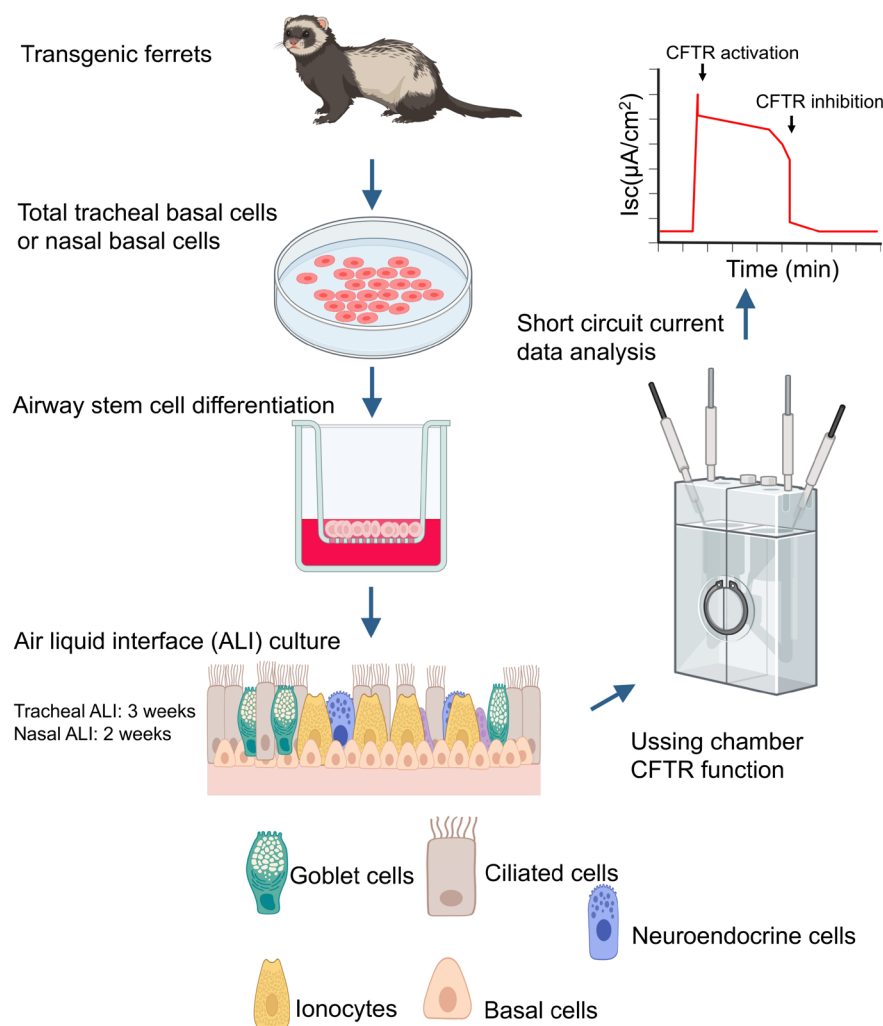 Transgenic ferrets
Total tracheal basal cells
or nasal basal cells
Airway stem cell differentiation
Air liquid interface (ALI) culture
Tracheal ALI: 3 weeks
Nasal ALI: 2 weeks
Goblet cells
Ciliated cells
Neuroendocrine cells
Ionocytes
Basal cells
Ussing chamber
CFTR function
Short circuit current
data analysis
CFTR activation
CFTR inhibition
Isc(μA/cm²)
Time (min)